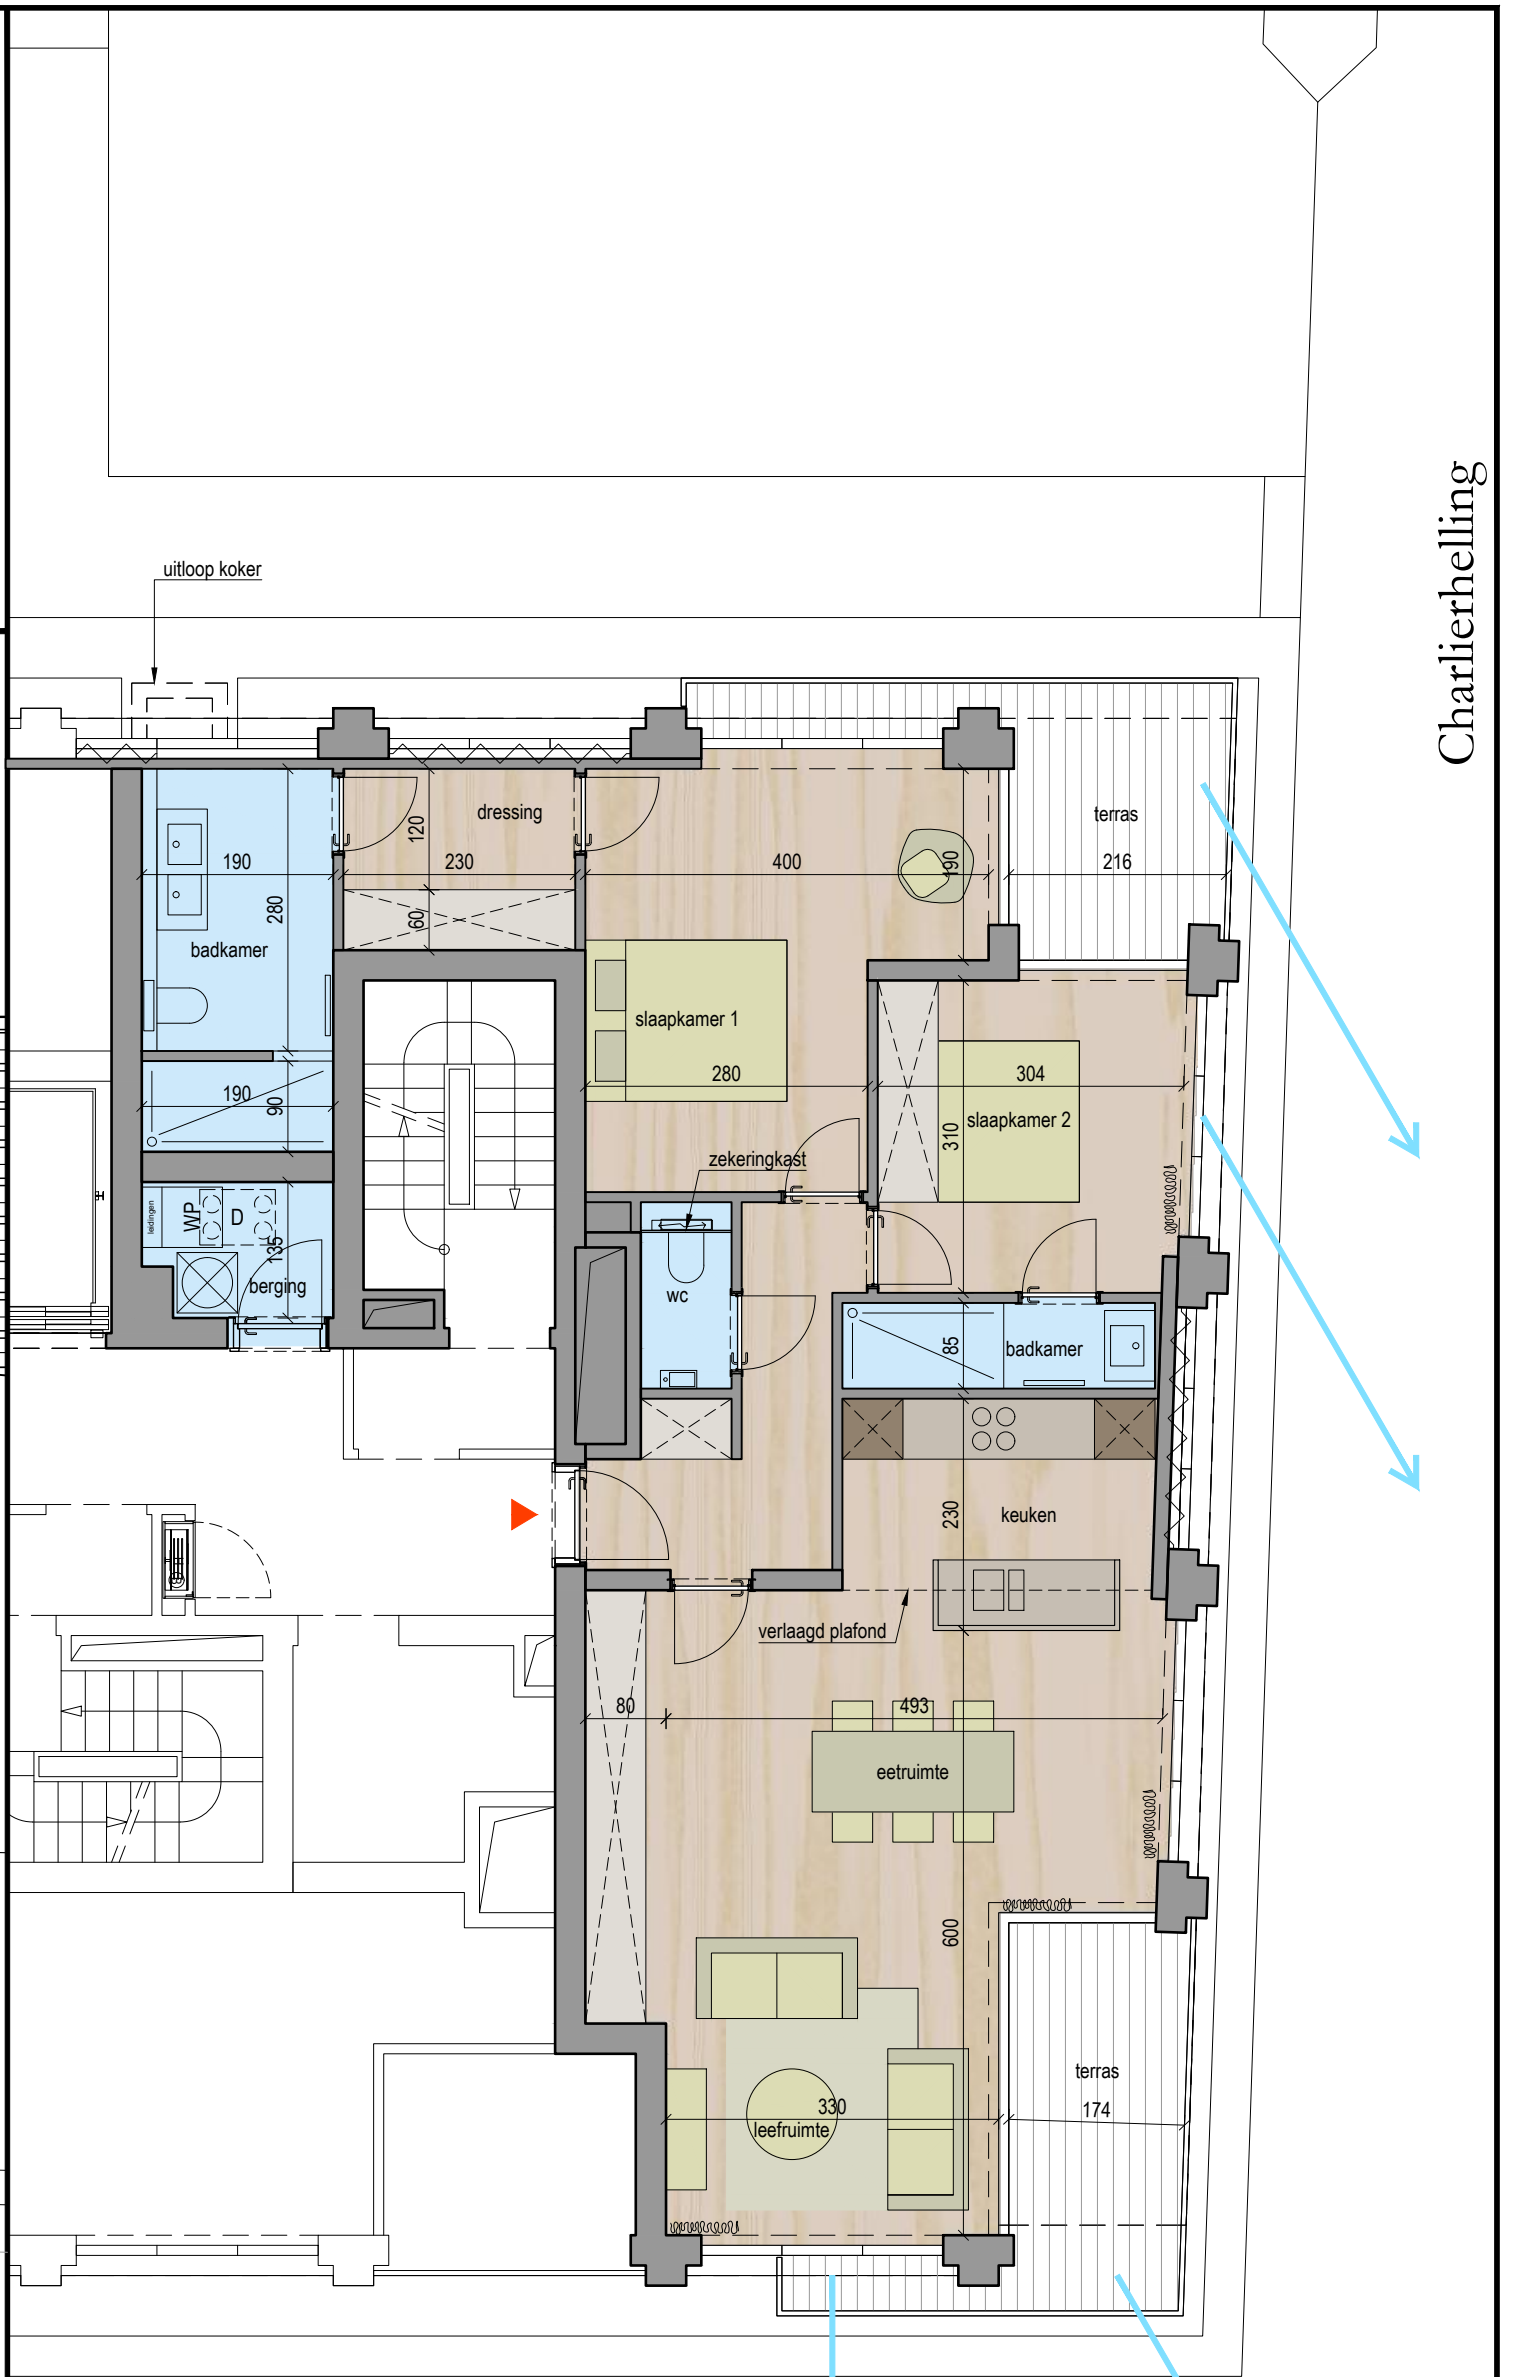 Charlierhelling
uitloop koker
dressing
terras
120
190
230
400
190
216
280
60
badkamer
slaapkamer 1
280
304
190
90
310
slaapkamer 2
zekeringkast
leidingen
WP
D
135
berging
wc
85
badkamer
230
keuken
verlaagd plafond
80
493
eetruimte
600
terras
330
174
leefruimte